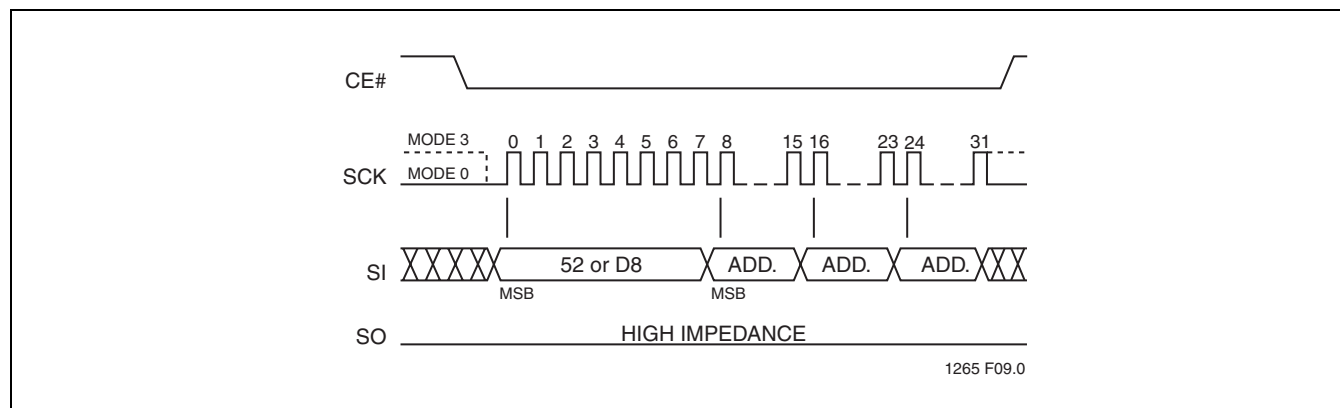 CE#
MODE 3
0 1 2 3 4 5 6 7 8 15 16 23 24 31
SCK
MODE 0
SI
52 or D8 ADD. ADD. ADD.
MSB MSB
SO
HIGH IMPEDANCE
1265 F09.0